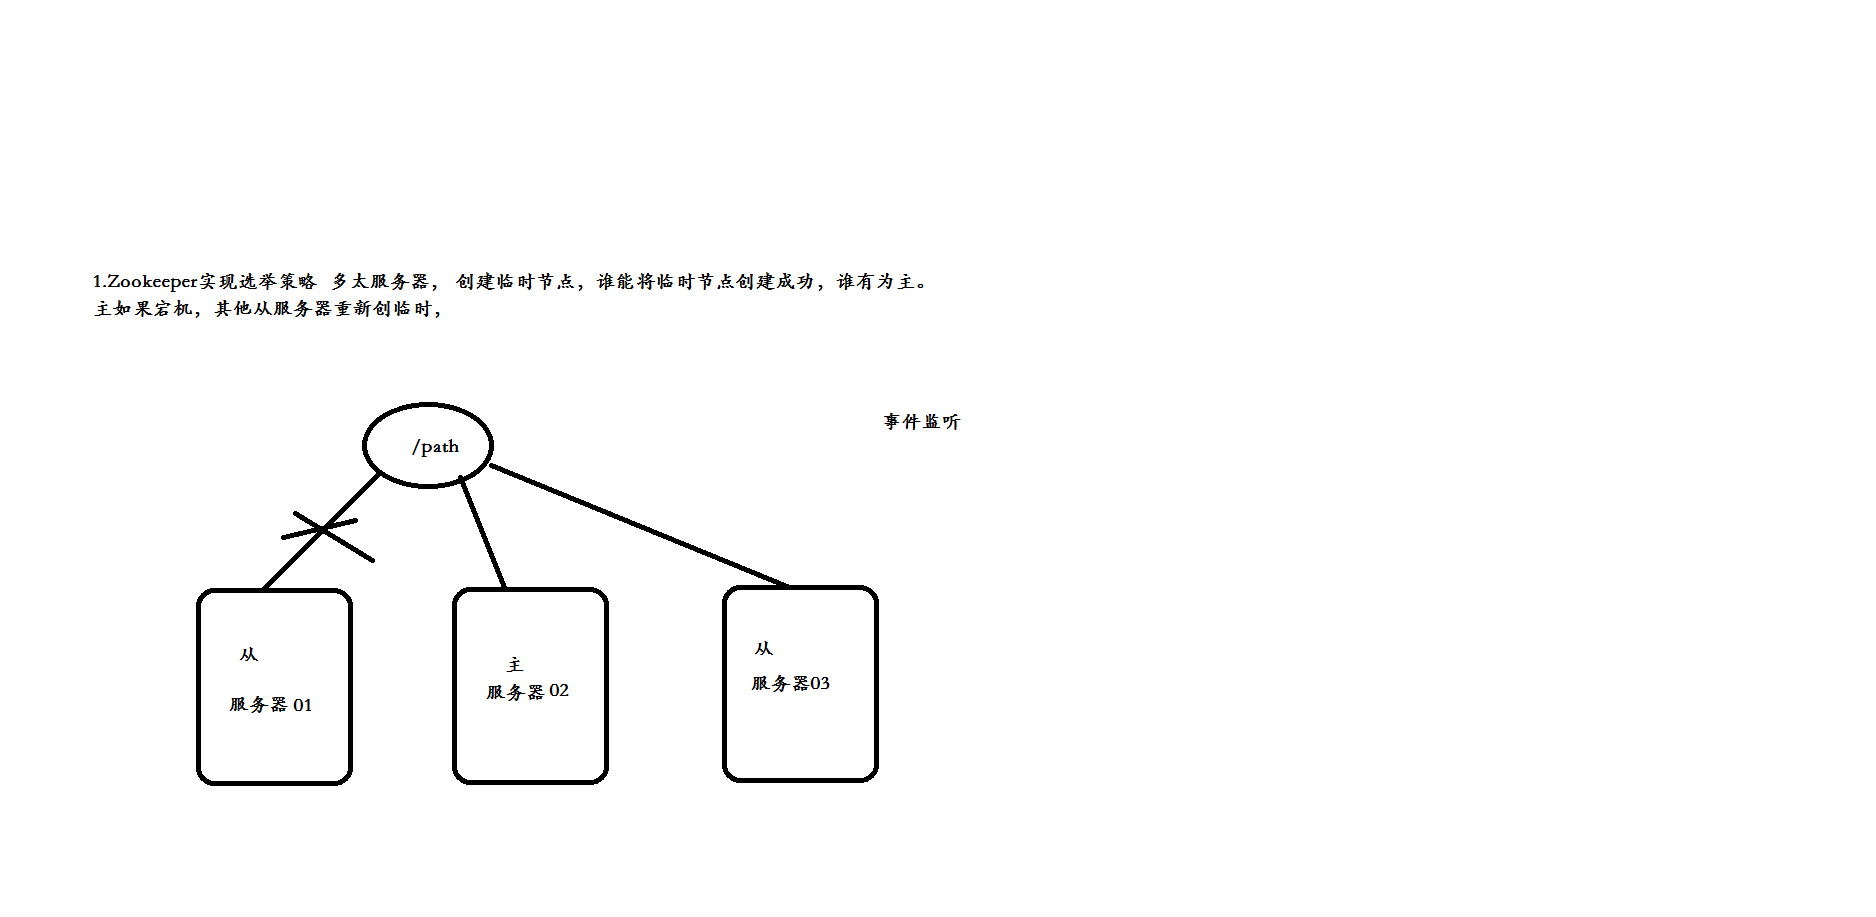 1.Zookeeper实现选举策略  多太服务器， 创建临时节点，谁能将临时节点创建成功，谁有为主。
主如果宕机，其他从服务器重新创临时，
事件监听
/path
从
服务器 01
主
服务器 02
从
服务器03